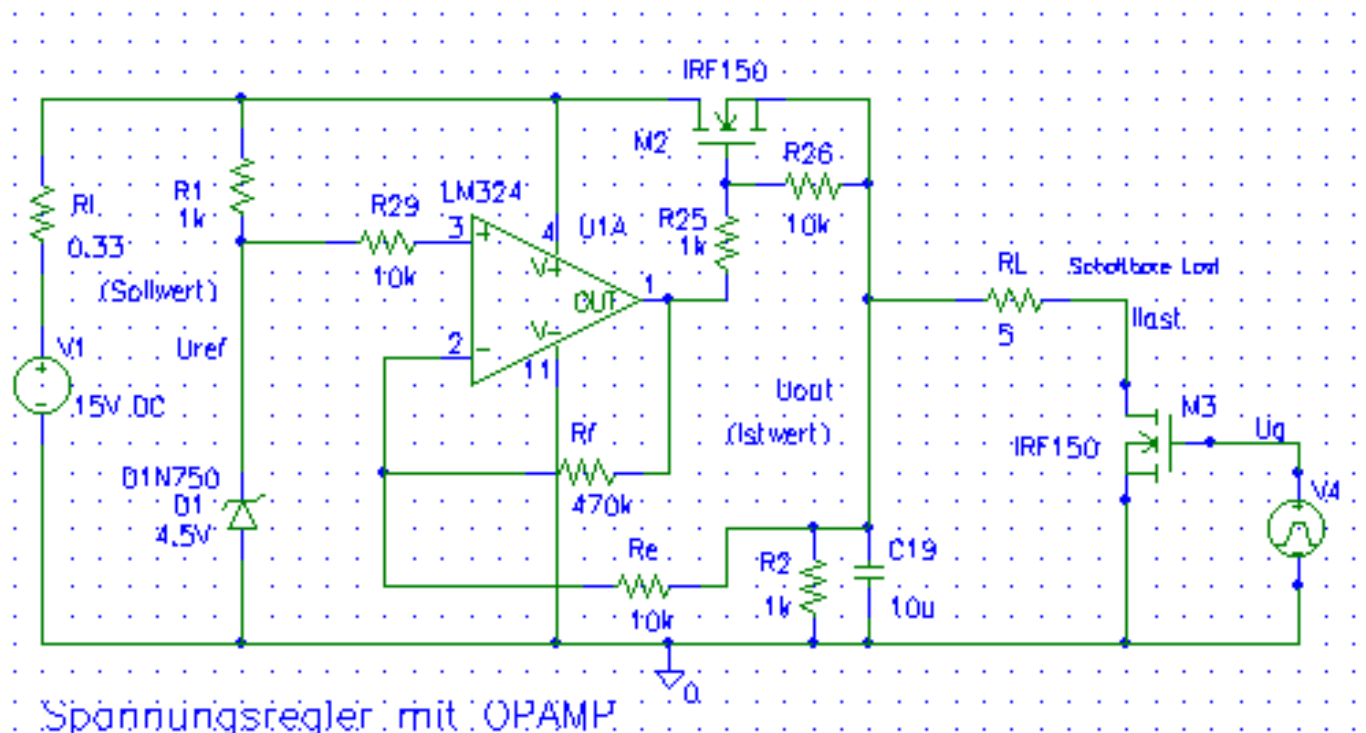 IRF150
M2
R26
10k
R25
1k
LM324
U1A
R1
1k
RI
0.33
R29
10k
3
+
4
V+
OUT
1
V-
2
-
11
(Sollwert)
Uref
V1
+
-
15V DC
RL
5
Schaltbare Last
Ilast
Uout
(Istwert)
M3
IRF150
Ug
V4
+
-
Rf
470k
D1N750
D1
4.5V
Re
10k
R2
1k
C19
10u
0
Spannungsregler mit OPAMP